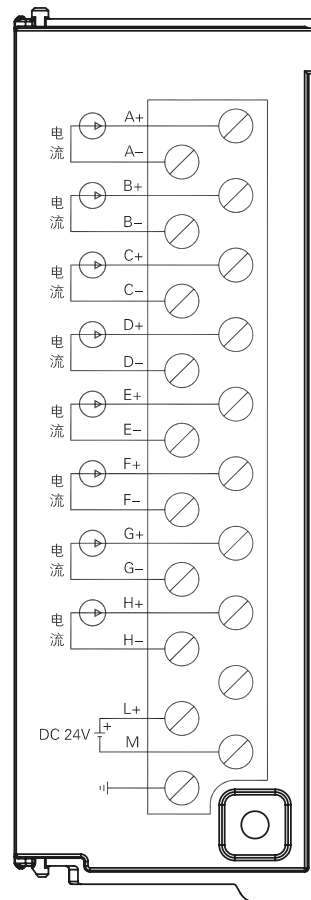 A+
电
流
A−
B+
电
流
B−
C+
电
流
C−
D+
电
流
D−
E+
电
流
E−
F+
电
流
F−
G+
电
流
G−
H+
电
流
H−
L+
DC 24V
+
M